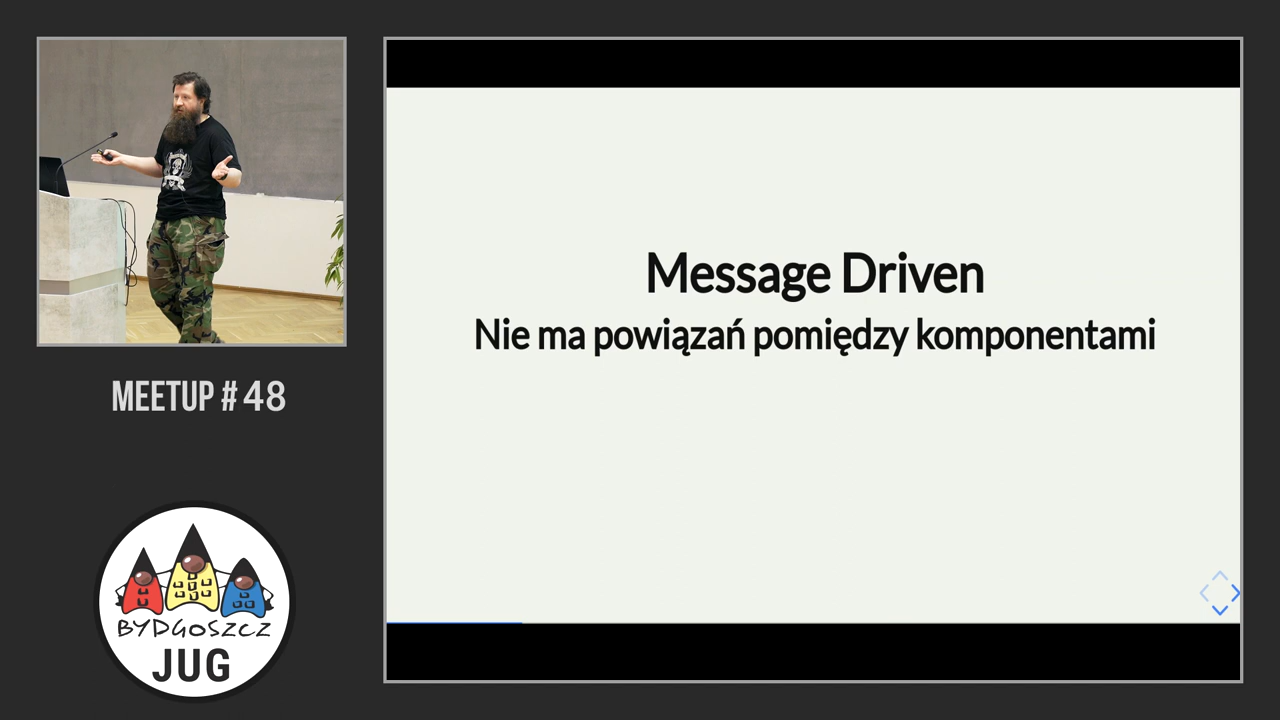 Message Driven
Nie ma powiązań pomiędzy komponentami
MEETUP # 48
BYDGOSZCZ
JUG